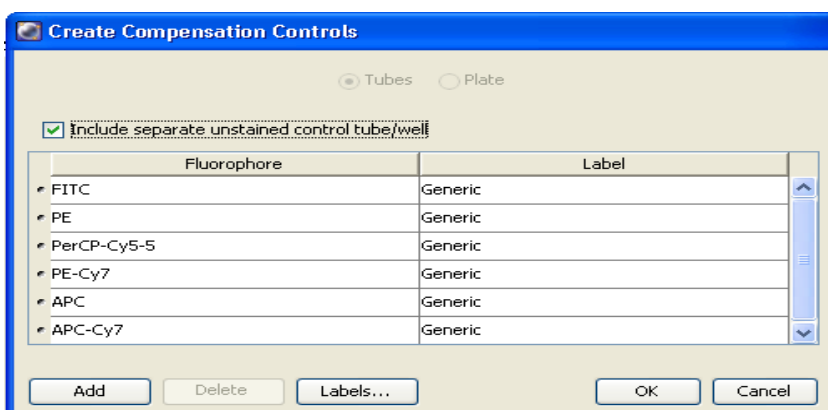 Create Compensation Controls
Tubes Plate
Include separate unstained control tube/well
Fluorophore Label
FITC Generic
PE Generic
PerCP-Cy5-5 Generic
PE-Cy7 Generic
APC Generic
APC-Cy7 Generic
Add Delete Labels... OK Cancel